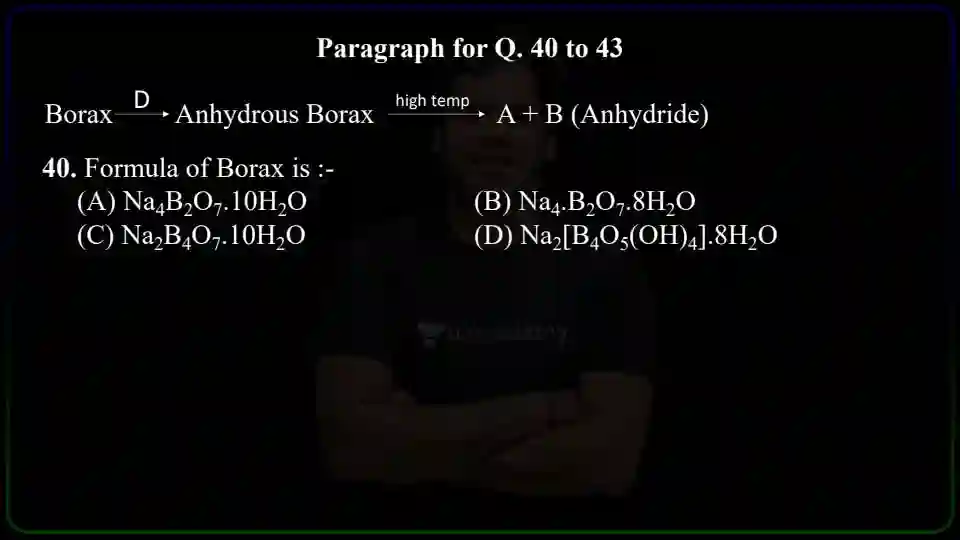 Paragraph for Q. 40 to 43
Borax D → Anhydrous Borax high temp → A + B (Anhydride)
40. Formula of Borax is :-
(A) Na₄B₂O₇.10H₂O (B) Na₄.B₂O₇.8H₂O
(C) Na₂B₄O₇.10H₂O (D) Na₂[B₄O₅(OH)₄].8H₂O